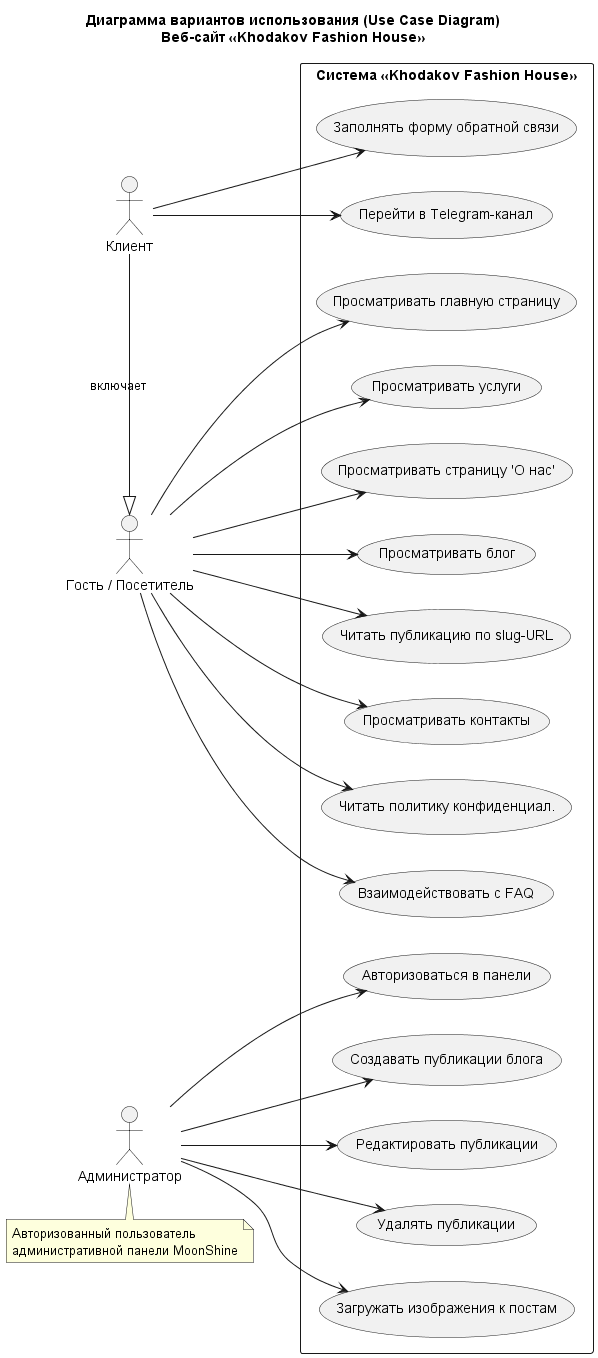 Диаграмма вариантов использования (Use Case Diagram)
Веб-сайт «Khodakov Fashion House»
Система «Khodakov Fashion House»
Заполнять форму обратной связи
Перейти в Telegram-канал
Клиент
Просматривать главную страницу
включает
Просматривать услуги
Просматривать страницу 'О нас'
Просматривать блог
Гость / Посетитель
Читать публикацию по slug-URL
Просматривать контакты
Читать политику конфиденциал.
Взаимодействовать с FAQ
Авторизоваться в панели
Создавать публикации блога
Редактировать публикации
Администратор
Удалять публикации
Авторизованный пользователь
административной панели MoonShine
Загружать изображения к постам